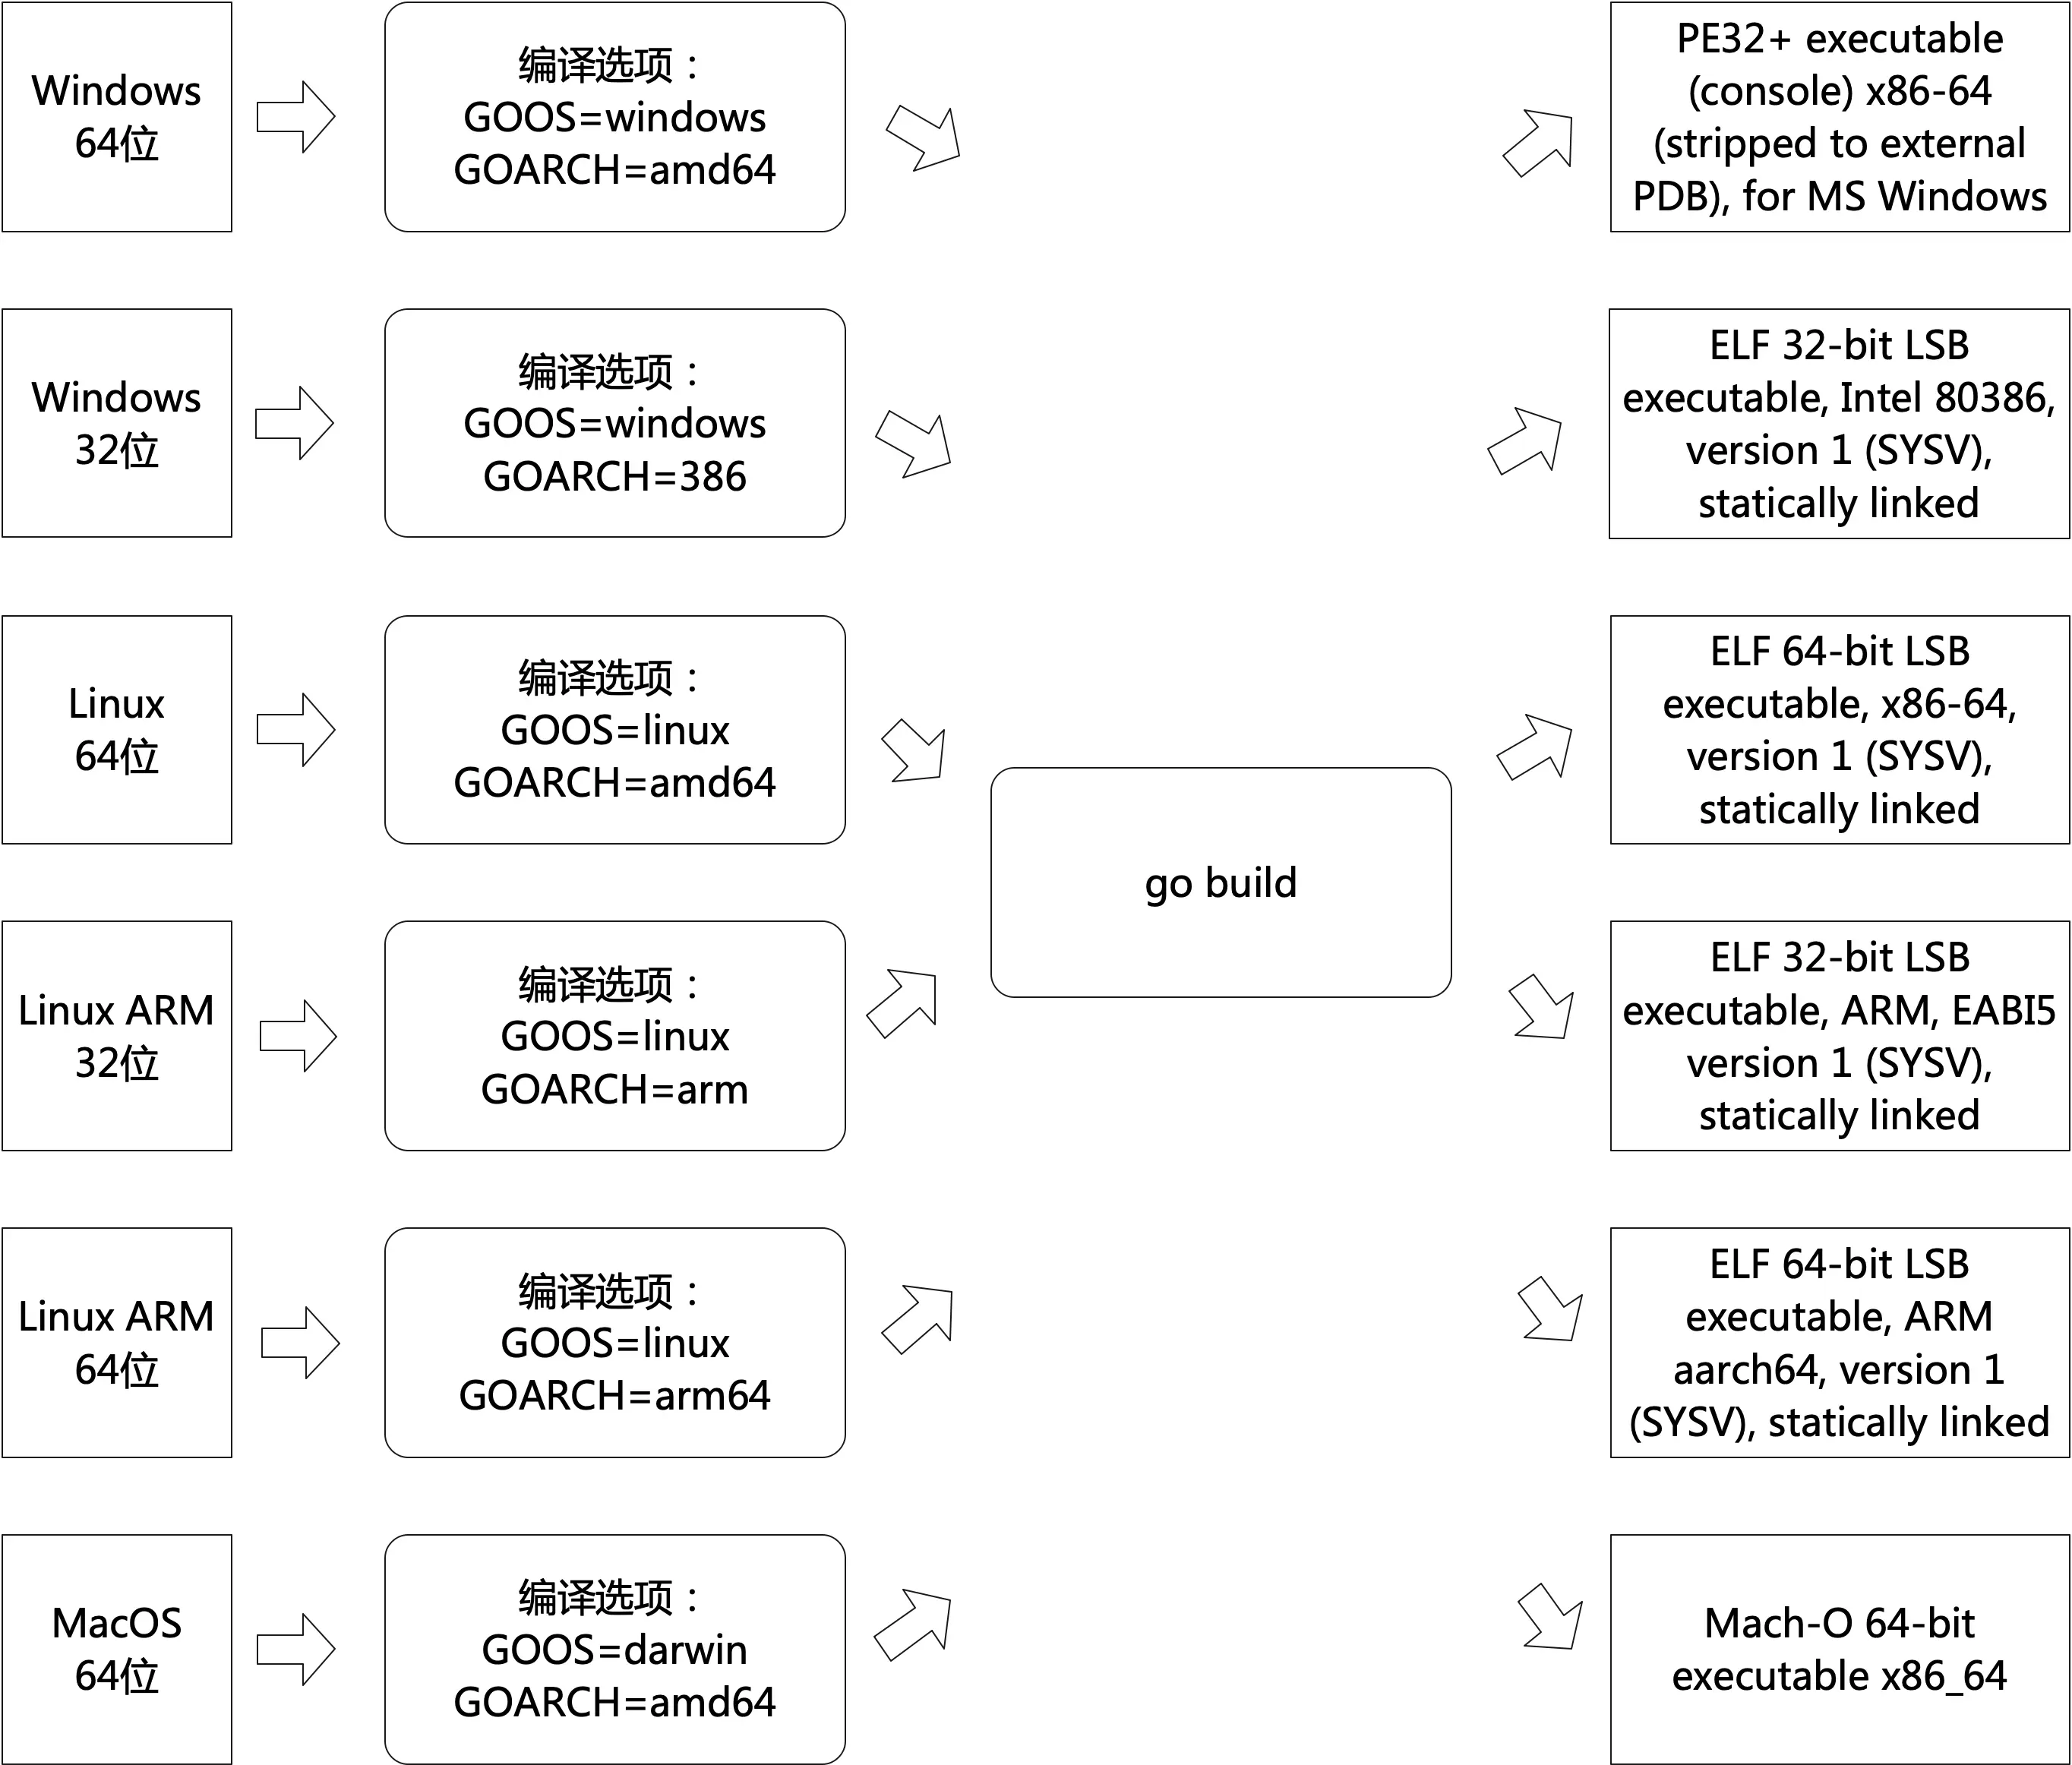 Windows
64位
编译选项：
GOOS=windows
GOARCH=amd64
PE32+ executable
(console) x86-64
(stripped to external
PDB), for MS Windows
Windows
32位
编译选项：
GOOS=windows
GOARCH=386
ELF 32-bit LSB
executable, Intel 80386,
version 1 (SYSV),
statically linked
Linux
64位
编译选项：
GOOS=linux
GOARCH=amd64
ELF 64-bit LSB
executable, x86-64,
version 1 (SYSV),
statically linked
go build
Linux ARM
32位
编译选项：
GOOS=linux
GOARCH=arm
ELF 32-bit LSB
executable, ARM, EABI5
version 1 (SYSV),
statically linked
Linux ARM
64位
编译选项：
GOOS=linux
GOARCH=arm64
ELF 64-bit LSB
executable, ARM
aarch64, version 1
(SYSV), statically linked
MacOS
64位
编译选项：
GOOS=darwin
GOARCH=amd64
Mach-O 64-bit
executable x86_64